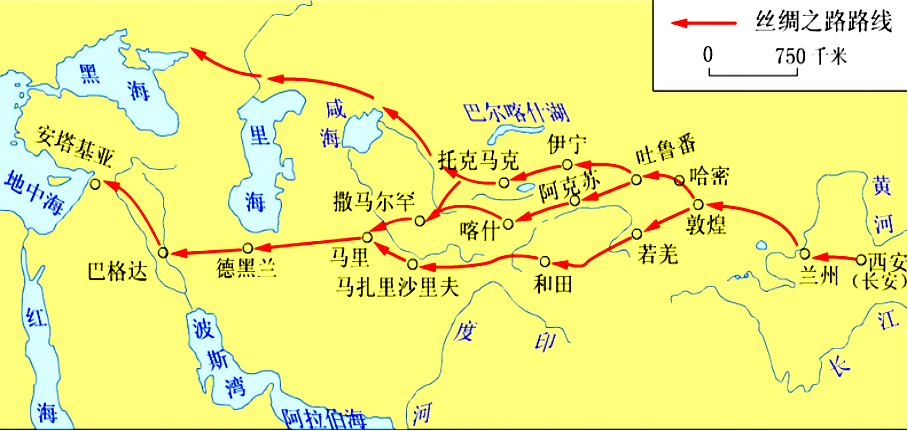 丝绸之路路线
0 750千米
黑海
咸海
里海
巴尔喀什湖
地中海
安塔基亚
托克马克
伊宁
吐鲁番
哈密
阿克苏
撒马尔罕
喀什
敦煌
黄河
巴格达
德黑兰
马里
马扎里沙里夫
和田
若羌
兰州
西安
(长安)
红海
波斯湾
阿拉伯海
印度河
长江